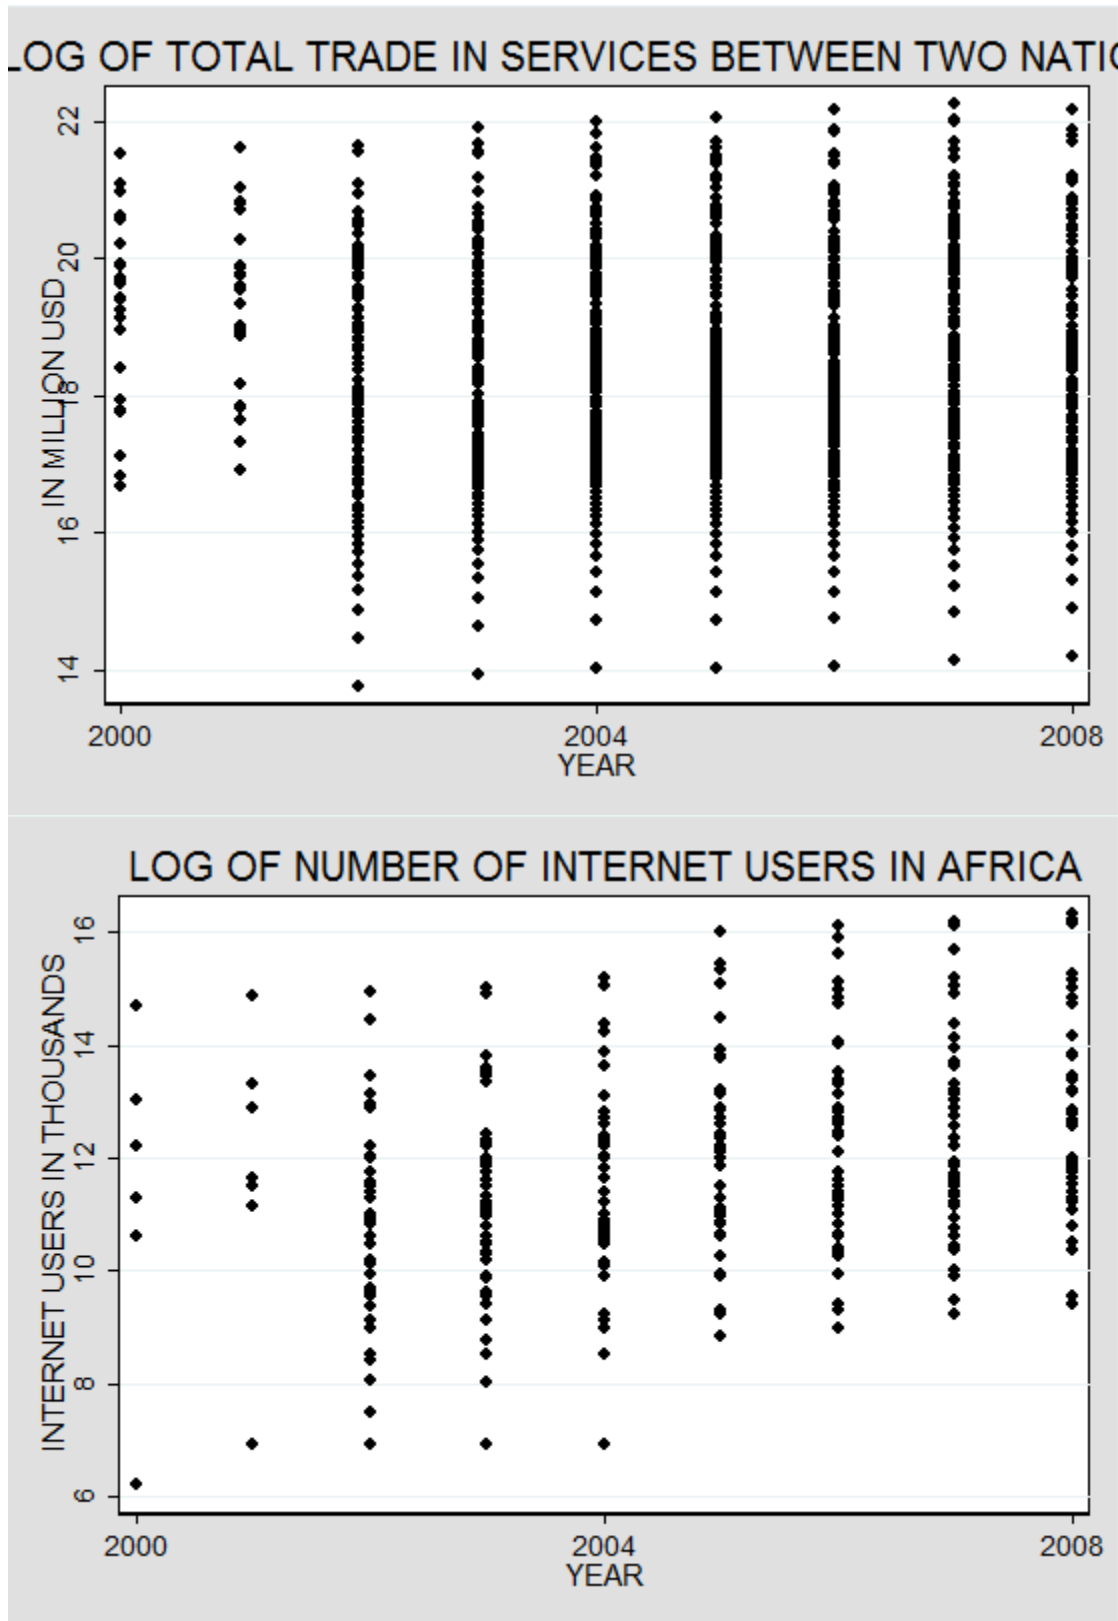 LOG OF TOTAL TRADE IN SERVICES BETWEEN TWO NATIO
IN MILLION USD
22
20
18
16
14
2000 2004 2008
YEAR
LOG OF NUMBER OF INTERNET USERS IN AFRICA
INTERNET USERS IN THOUSANDS
16
14
12
10
8
6
2000 2004 2008
YEAR